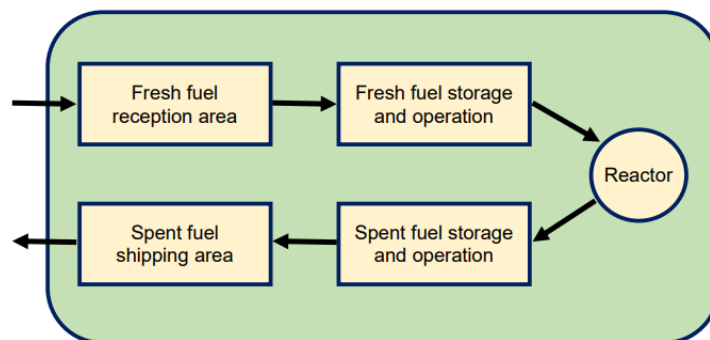 Fresh fuel
reception area
Fresh fuel storage
and operation
Reactor
Spent fuel
shipping area
Spent fuel storage
and operation